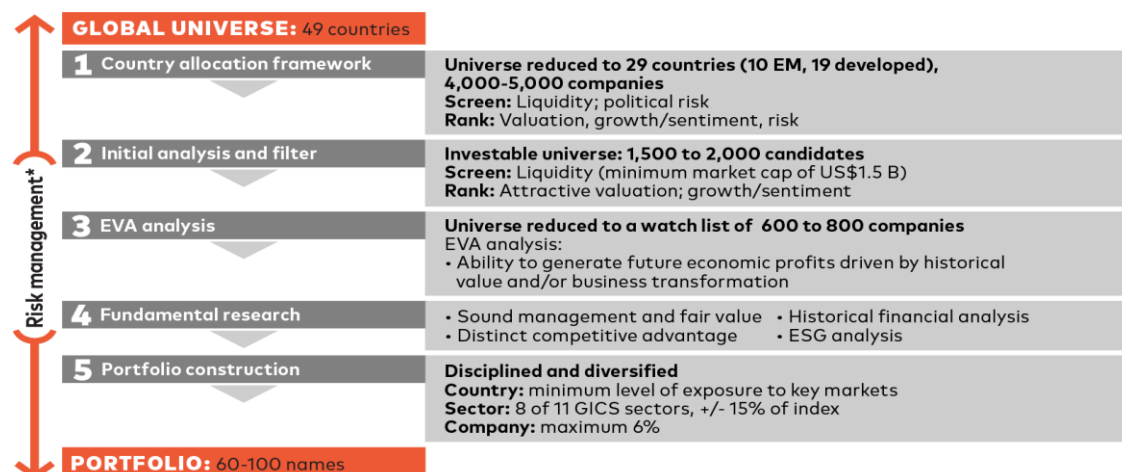 GLOBAL UNIVERSE: 49 countries
1 Country allocation framework
Universe reduced to 29 countries (10 EM, 19 developed),
4,000-5,000 companies
Screen: Liquidity; political risk
Rank: Valuation, growth/sentiment, risk
2 Initial analysis and filter
Investable universe: 1,500 to 2,000 candidates
Screen: Liquidity (minimum market cap of US$1.5 B)
Rank: Attractive valuation; growth/sentiment
3 EVA analysis
Universe reduced to a watch list of 600 to 800 companies
EVA analysis:
• Ability to generate future economic profits driven by historical
value and/or business transformation
4 Fundamental research
• Sound management and fair value • Historical financial analysis
• Distinct competitive advantage • ESG analysis
5 Portfolio construction
Disciplined and diversified
Country: minimum level of exposure to key markets
Sector: 8 of 11 GICS sectors, +/- 15% of index
Company: maximum 6%
PORTFOLIO: 60-100 names
Risk management*